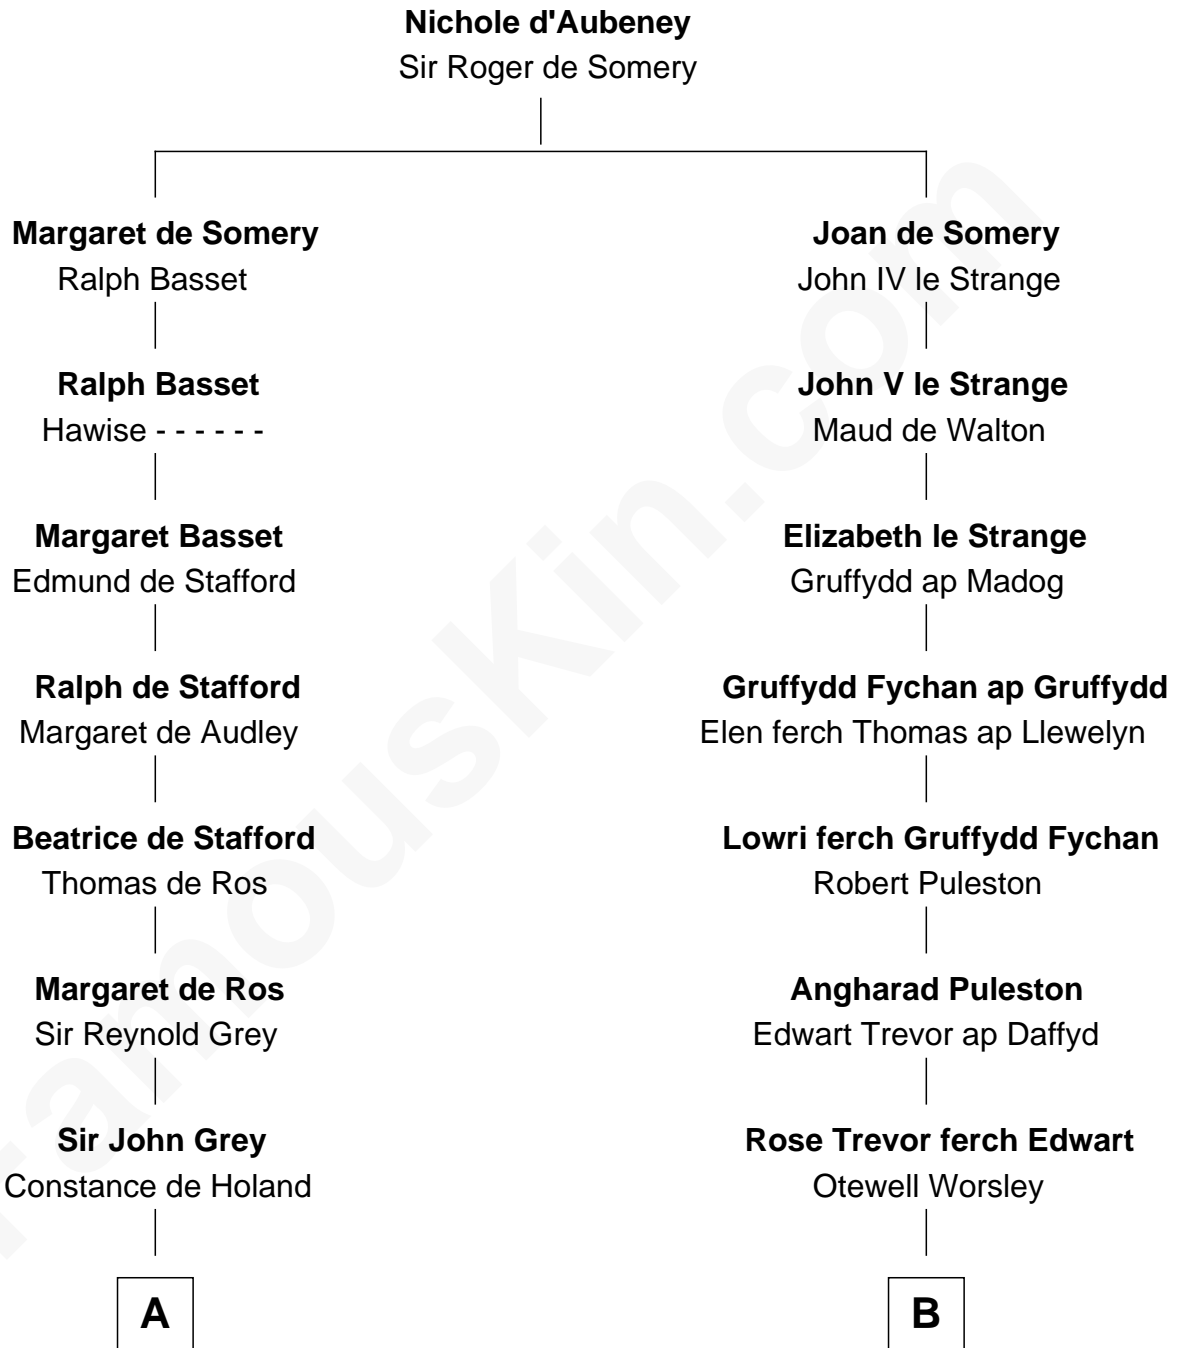 Nichole d'Aubeney
Sir Roger de Somery
Margaret de Somery
Ralph Basset
Joan de Somery
John IV le Strange
Ralph Basset
Hawise - - - - - -
John V le Strange
Maud de Walton
Margaret Basset
Edmund de Stafford
Elizabeth le Strange
Gruffydd ap Madog
Ralph de Stafford
Margaret de Audley
Gruffydd Fychan ap Gruffydd
Elen ferch Thomas ap Llewelyn
Beatrice de Stafford
Thomas de Ros
Lowri ferch Gruffydd Fychan
Robert Puleston
Margaret de Ros
Sir Reynold Grey
Angharad Puleston
Edwart Trevor ap Daffyd
Sir John Grey
Constance de Holand
Rose Trevor ferch Edwart
Otewell Worsley
A
B
FamousKin.com